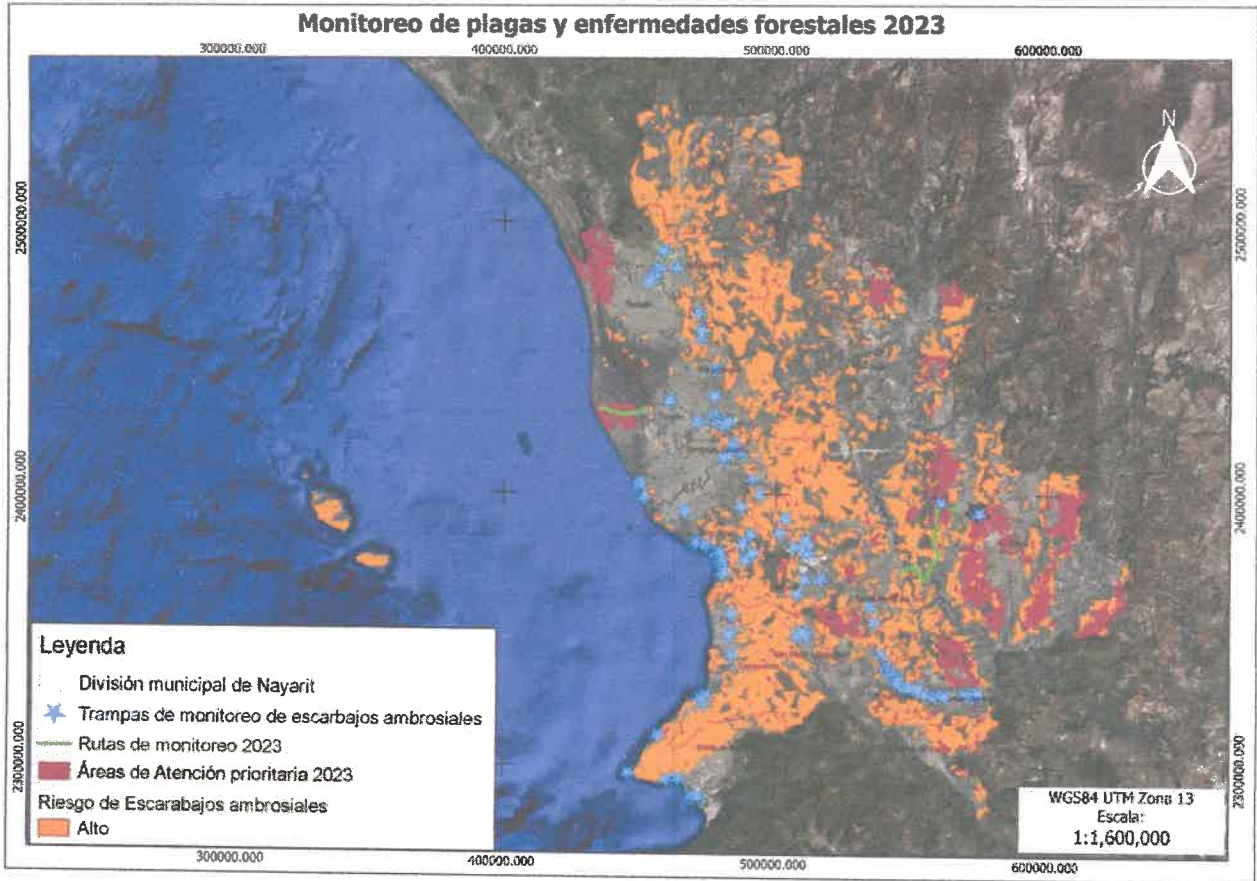 Monitoreo de plagas y enfermedades forestales 2023
300000.000 400000.000 500000.000 600000.000
N
2500000.000 2500000.000
2400000.000 2400000.000
2300000.000 2300000.000
Leyenda
División municipal de Nayarit
Trampas de monitoreo de escarbajos ambrosiales
Rutas de monitoreo 2023
Áreas de Atención prioritaria 2023
Riesgo de Escarabajos ambrosiales
Alto
WGS84 UTM Zona 13
Escala:
1:1,600,000
300000.000 400000.000 500000.000 600000.000